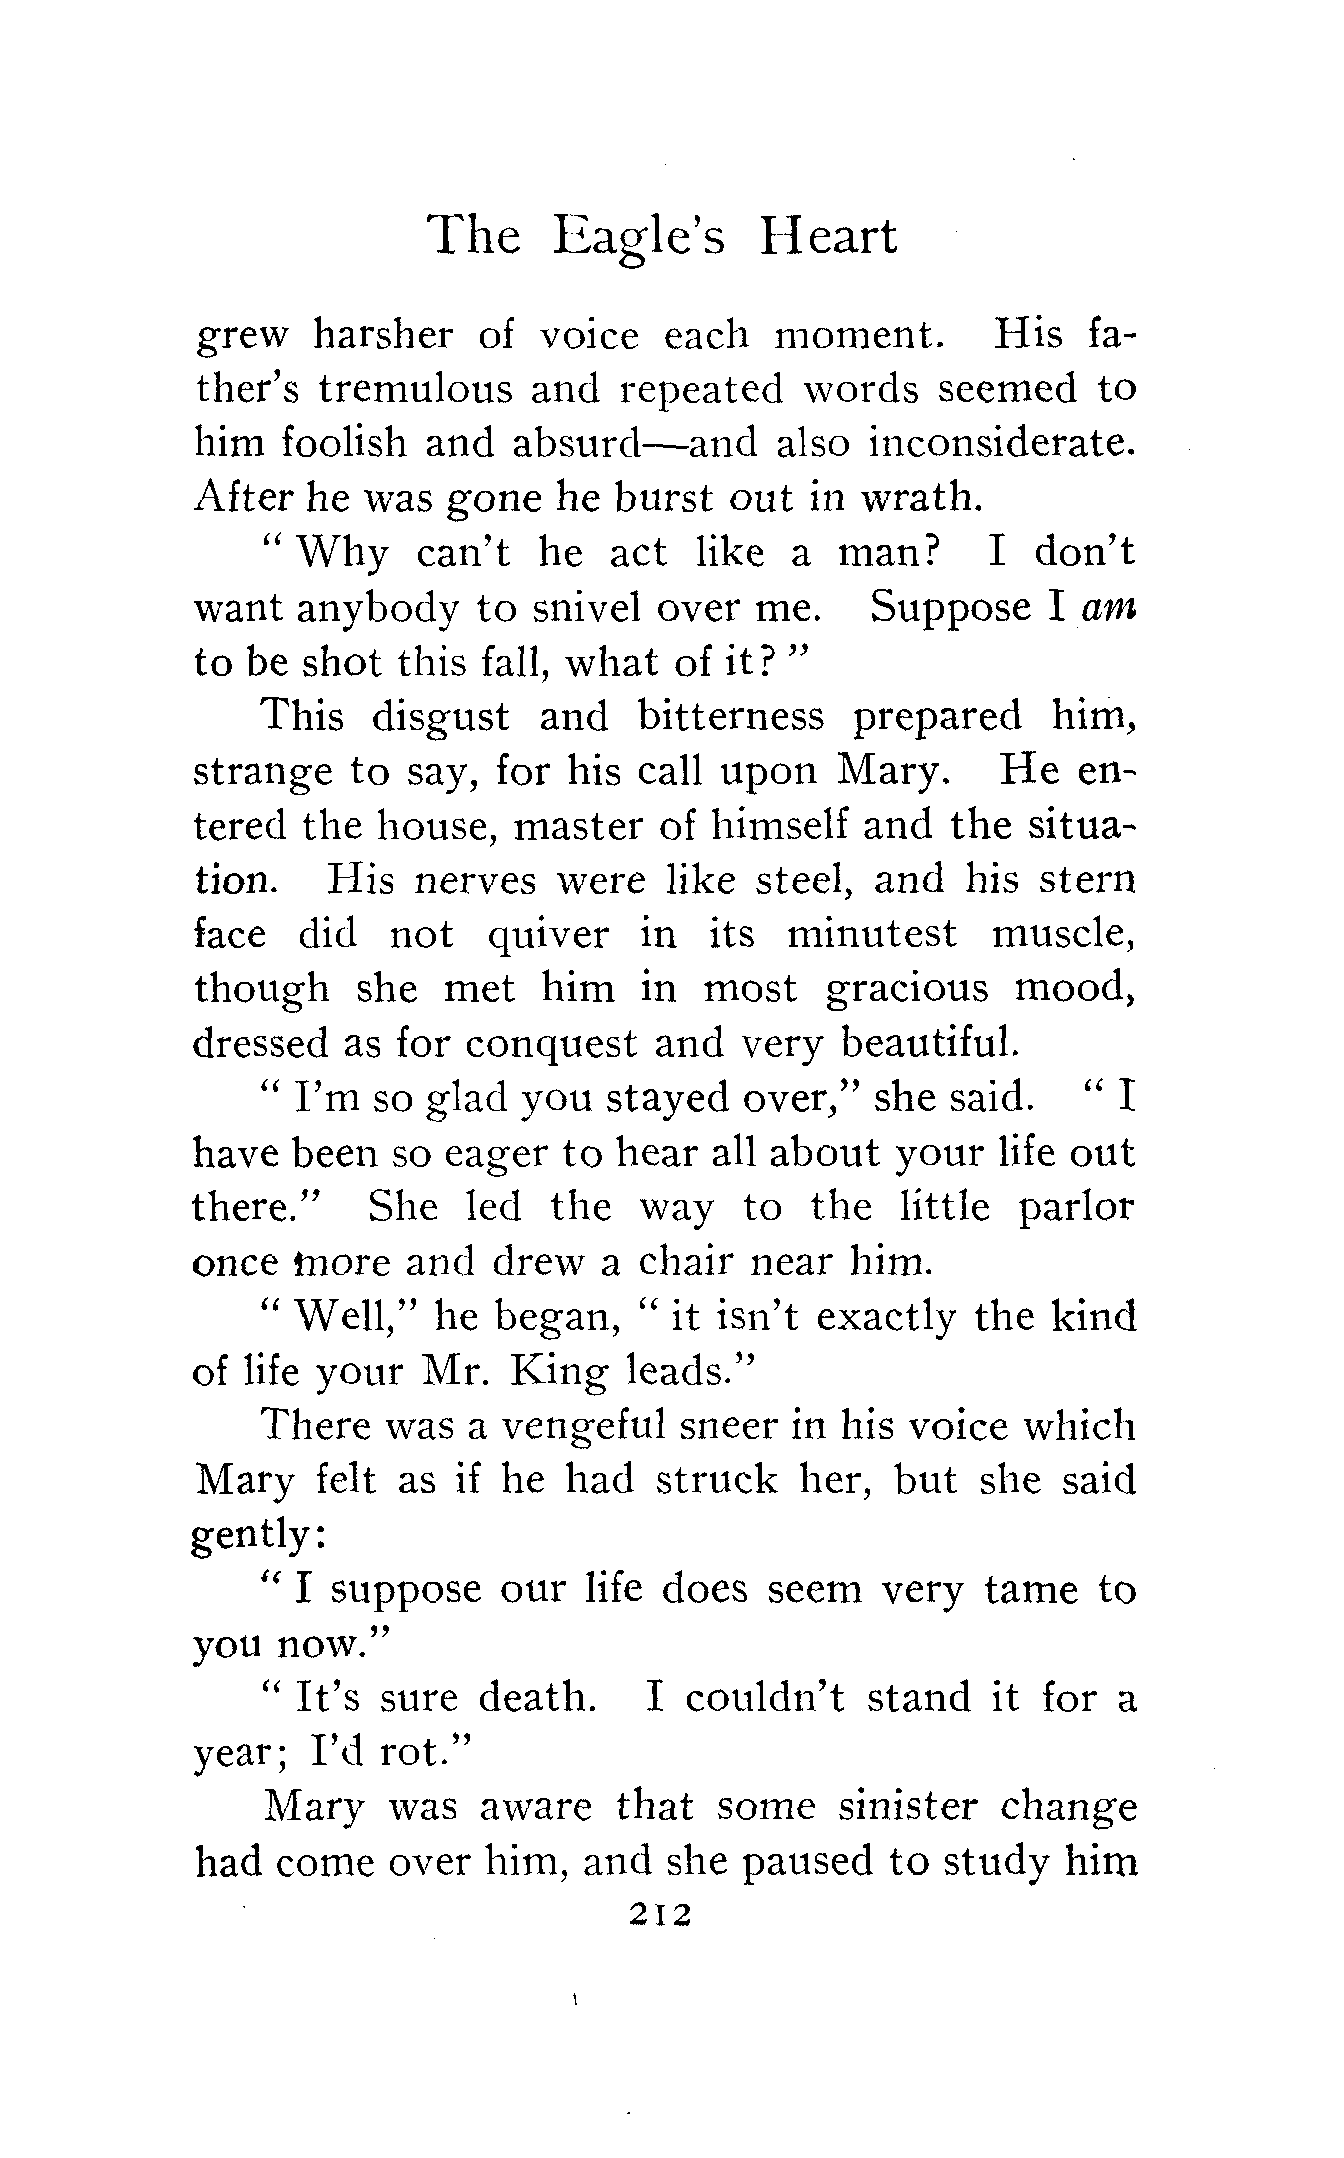 The Eagle's Heart
grew harsher of voice each moment. His fa-
ther's tremulous and repeated words seemed to
him foolish and absurd—and also inconsiderate.
After he was gone he burst out in wrath.
" Why can't he act like a man? I don't
want anybody to snivel over me. Suppose I am
to be shot this fall, what of it? "
This disgust and bitterness prepared him,
strange to say, for his call upon Mary. He en-
tered the house, master of himself and the situa-
tion. His nerves were like steel, and his stern
face did not quiver in its minutest muscle,
though she met him in most gracious mood,
dressed as for conquest and very beautiful.
" I'm so glad you stayed over," she said. " I
have been so eager to hear all about your life out
there." She led the way to the little parlor
once more and drew a chair near him.
" Well," he began, " it isn't exactly the kind
of life your Mr. King leads."
There was a vengeful sneer in his voice which
Mary felt as if he had struck her, but she said
gently:
" I suppose our life does seem very tame to
you now."
" It's sure death. I couldn't stand it for a
year; I'd rot."
Mary was aware that some sinister change
had come over him, and she paused to study him
212